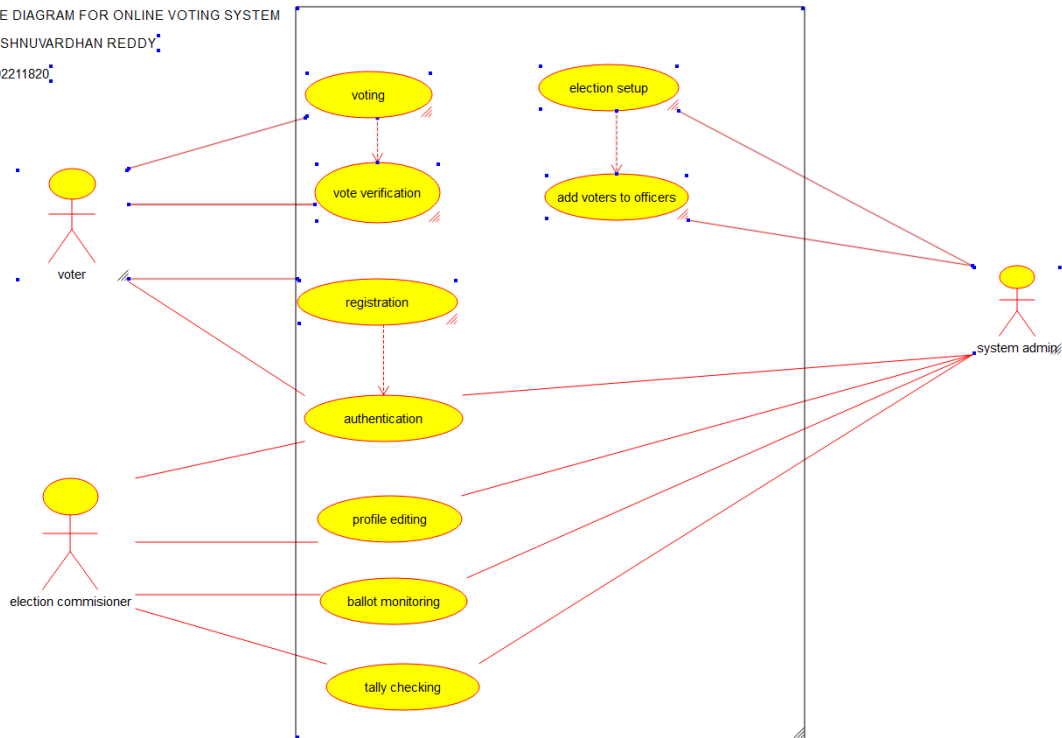 E DIAGRAM FOR ONLINE VOTING SYSTEM
SHNUVARDHAN REDDY
2211820
voting
election setup
vote verification
add voters to officers
voter
registration
system admin
authentication
profile editing
election commisioner
ballot monitoring
tally checking